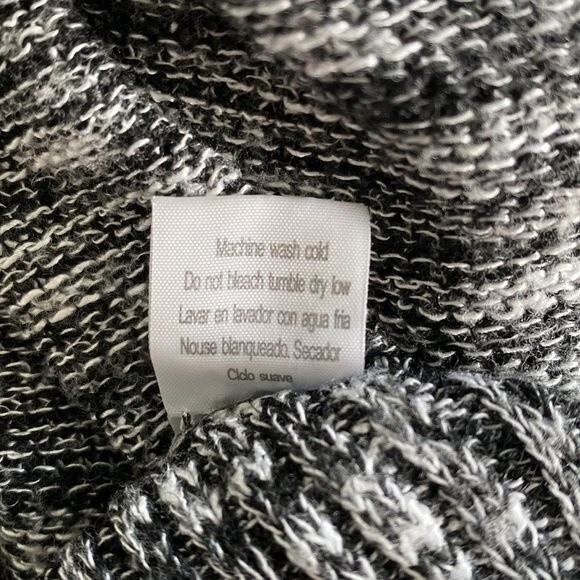 Machine wash cold
Do not bleach tumble dry low
Lavar en lavador con agua fria
Nouse blanqueado. Secador
Cldo suave